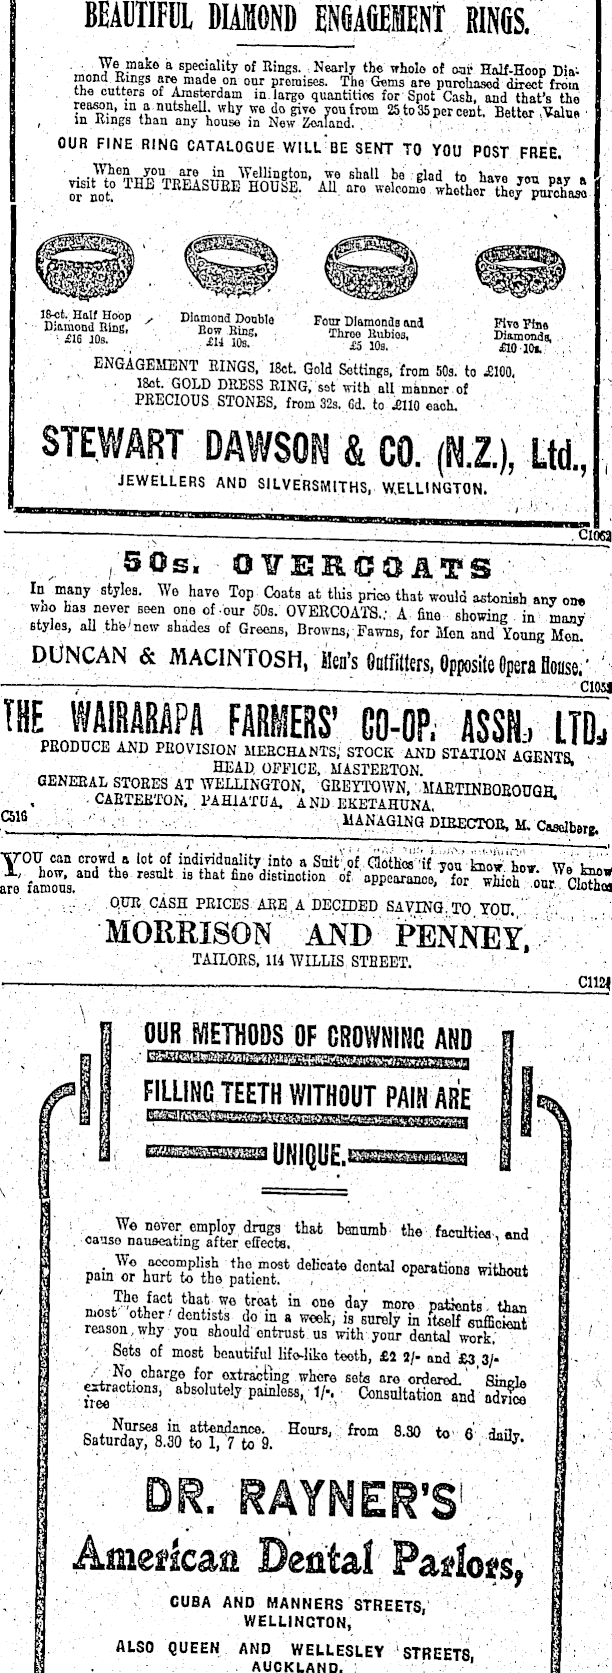 BEAUTIFUL DIAMOND ENGAGEMENT RINGS.
We make a speciality of Rings. Nearly the whole of our Half-Hoop Dia-
mond Rings are made on our premises. The Gems are purchased direct from
the cutters of Amsterdam in large quantities for Spot Cash, and that's the
reason, in a nutshell. why we do give you from 25 to 35 per cent. Better Value
in Rings than any house in New Zealand.
OUR FINE RING CATALOGUE WILL BE SENT TO YOU POST FREE.
When you are in Wellington, we shall be glad to have you pay a
visit to THE TREASURE HOUSE. All are welcome whether they purchase
or not.
18-ct. Half Hoop
Diamond Ring,
£16 10s.
Diamond Double
Row Ring,
£14 10s.
Four Diamonds and
Three Rubies,
£5 10s.
Five Fine
Diamonds,
£10 10s.
ENGAGEMENT RINGS, 18ct. Gold Settings, from 50s. to £100.
18ct. GOLD DRESS RING, set with all manner of
PRECIOUS STONES, from 32s. 6d. to £110 each.
STEWART DAWSON & CO. (N.Z.), Ltd.,
JEWELLERS AND SILVERSMITHS, WELLINGTON.
C1062
50s. OVERCOATS
In many styles. We have Top Coats at this price that would astonish any one
who has never seen one of our 50s. OVERCOATS. A fine showing in many
styles, all the new shades of Greens, Browns, Fawns, for Men and Young Men.
DUNCAN & MACINTOSH, Men's Outfitters, Opposite Opera House.
C1058
THE WAIRARAPA FARMERS' CO-OP. ASSN., LTD.,
PRODUCE AND PROVISION MERCHANTS, STOCK AND STATION AGENTS,
HEAD OFFICE, MASTERTON.
GENERAL STORES AT WELLINGTON, GREYTOWN, MARTINBOROUGH,
CARTERTON, PAHIATUA, AND EKETAHUNA.
C516 MANAGING DIRECTOR, M. Caselberg.
YOU can crowd a lot of individuality into a Suit of Clothes if you know how. We know
how, and the result is that fine distinction of appearance, for which our Clothes
are famous.
OUR CASH PRICES ARE A DECIDED SAVING TO YOU.
MORRISON AND PENNEY,
TAILORS, 114 WILLIS STREET.
C1124
OUR METHODS OF CROWNING AND
FILLING TEETH WITHOUT PAIN ARE
UNIQUE.
We never employ drugs that benumb the faculties, and
cause nauseating after effects.
We accomplish the most delicate dental operations without
pain or hurt to the patient.
The fact that we treat in one day more patients than
most other dentists do in a week, is surely in itself sufficient
reason why you should entrust us with your dental work.
Sets of most beautiful life-like teeth, £2 2/- and £3 3/-
No charge for extracting where sets are ordered. Single
extractions, absolutely painless, 1/-. Consultation and advice
free
Nurses in attendance. Hours, from 8.30 to 6 daily.
Saturday, 8.30 to 1, 7 to 9.
DR. RAYNER'S
American Dental Parlors,
CUBA AND MANNERS STREETS,
WELLINGTON,
ALSO QUEEN AND WELLESLEY STREETS,
AUCKLAND.